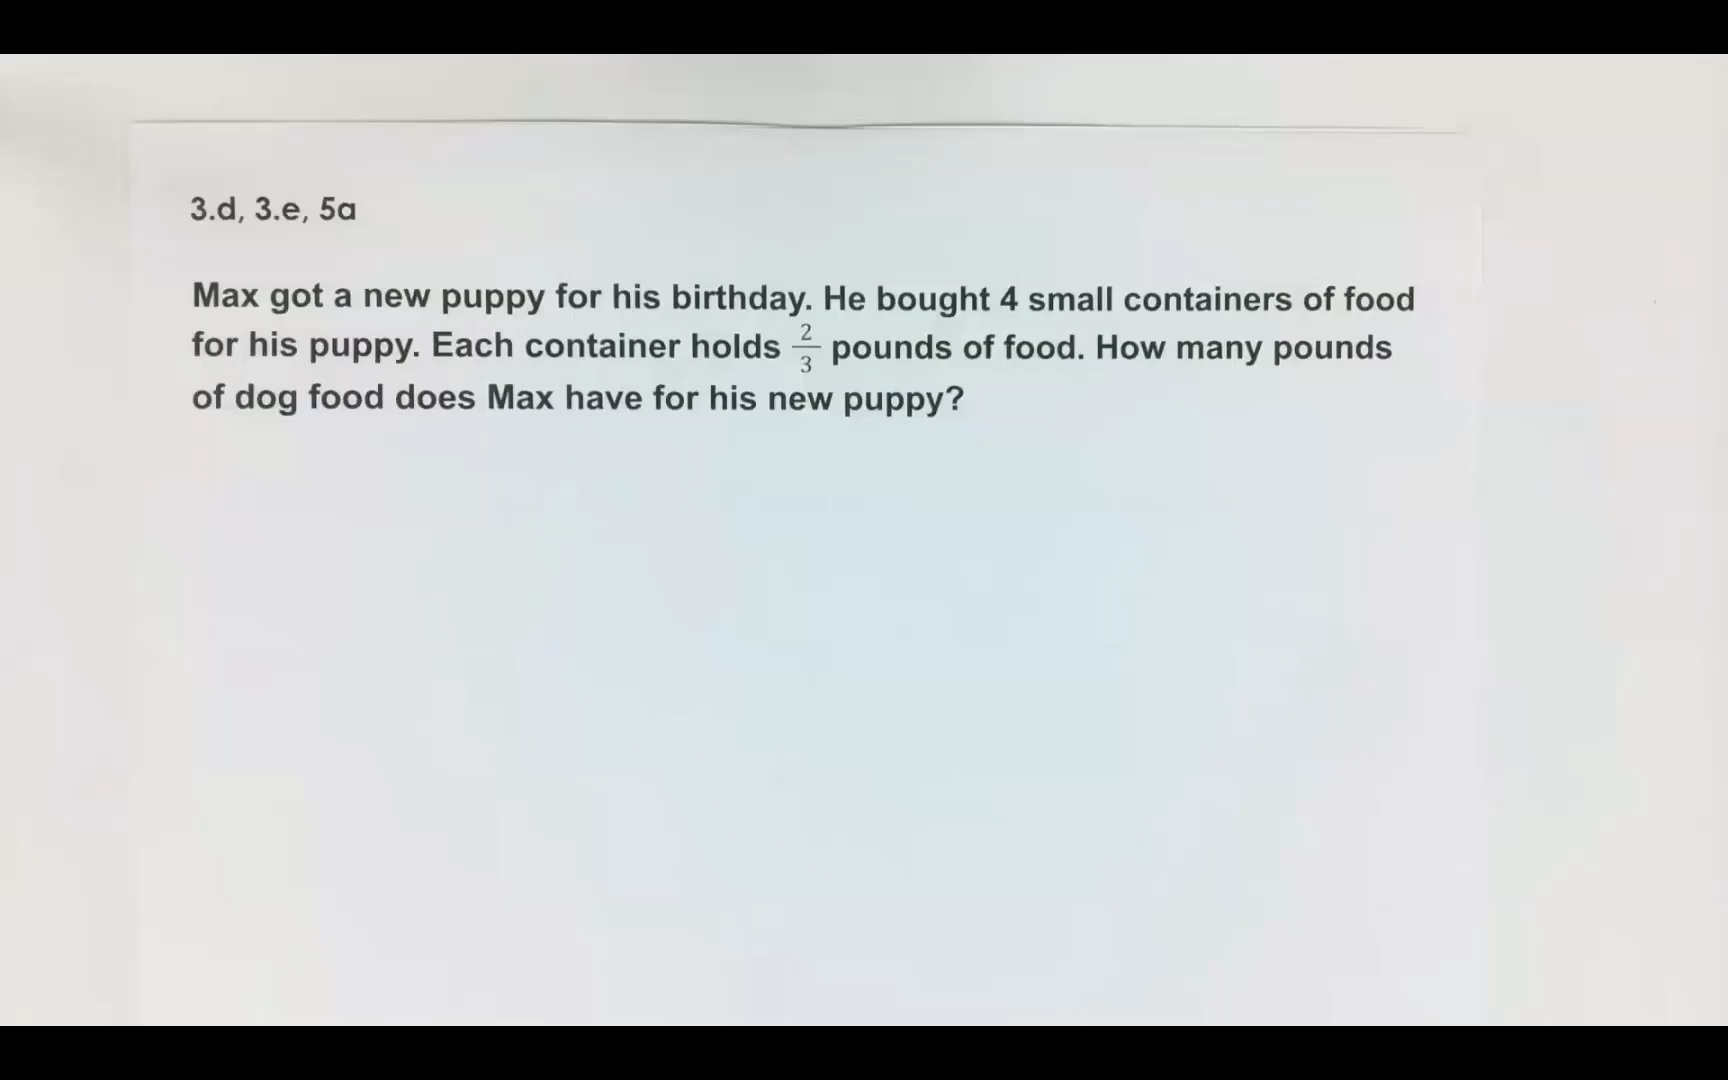 3.d, 3.e, 5a
Max got a new puppy for his birthday. He bought 4 small containers of food
for his puppy. Each container holds 2/3 pounds of food. How many pounds
of dog food does Max have for his new puppy?